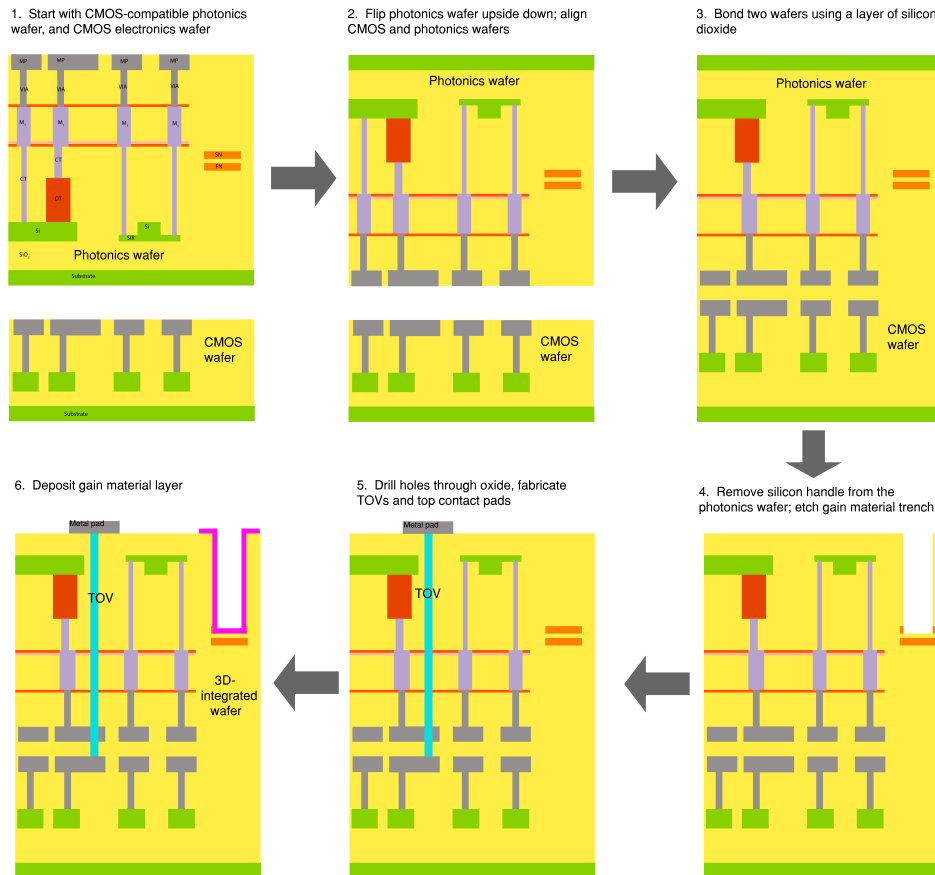 1. Start with CMOS-compatible photonics
wafer, and CMOS electronics wafer
2. Flip photonics wafer upside down; align
CMOS and photonics wafers
3. Bond two wafers using a layer of silicon
dioxide
MP MP MP MP
VIA VIA VIA VIA
M₁ M₁ M₁ M₁
SN
FN
CT
CT
DT
Si
Si
SiR
SiO₂
Photonics wafer
Substrate
CMOS
wafer
Substrate
Photonics wafer
CMOS
wafer
Photonics wafer
CMOS
wafer
6. Deposit gain material layer
5. Drill holes through oxide, fabricate
TOVs and top contact pads
4. Remove silicon handle from the
photonics wafer; etch gain material trench
Metal pad
TOV
3D-
integrated
wafer
Metal pad
TOV